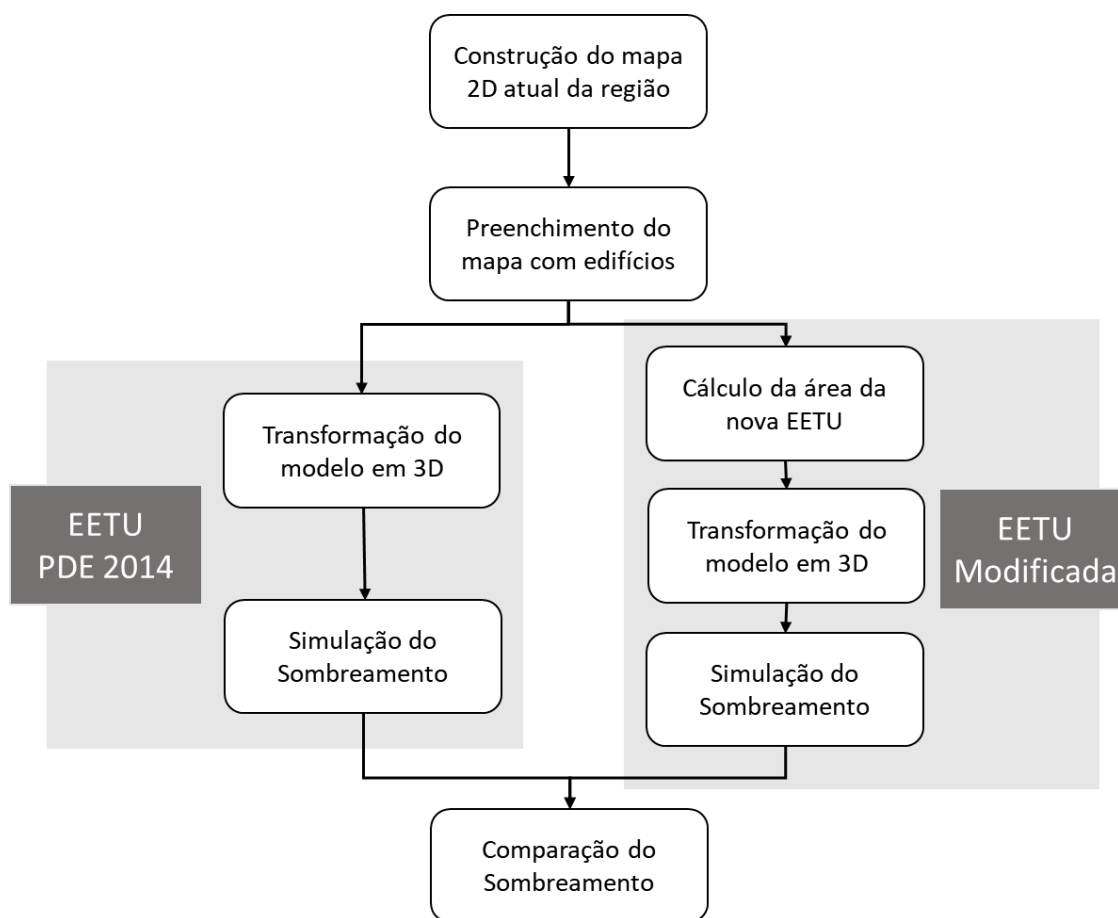 Construção do mapa
2D atual da região
Preenchimento do
mapa com edifícios
EETU
PDE 2014
Transformação do
modelo em 3D
Simulação do
Sombreamento
Cálculo da área da
nova EETU
Transformação do
modelo em 3D
Simulação do
Sombreamento
EETU
Modificada
Comparação do
Sombreamento